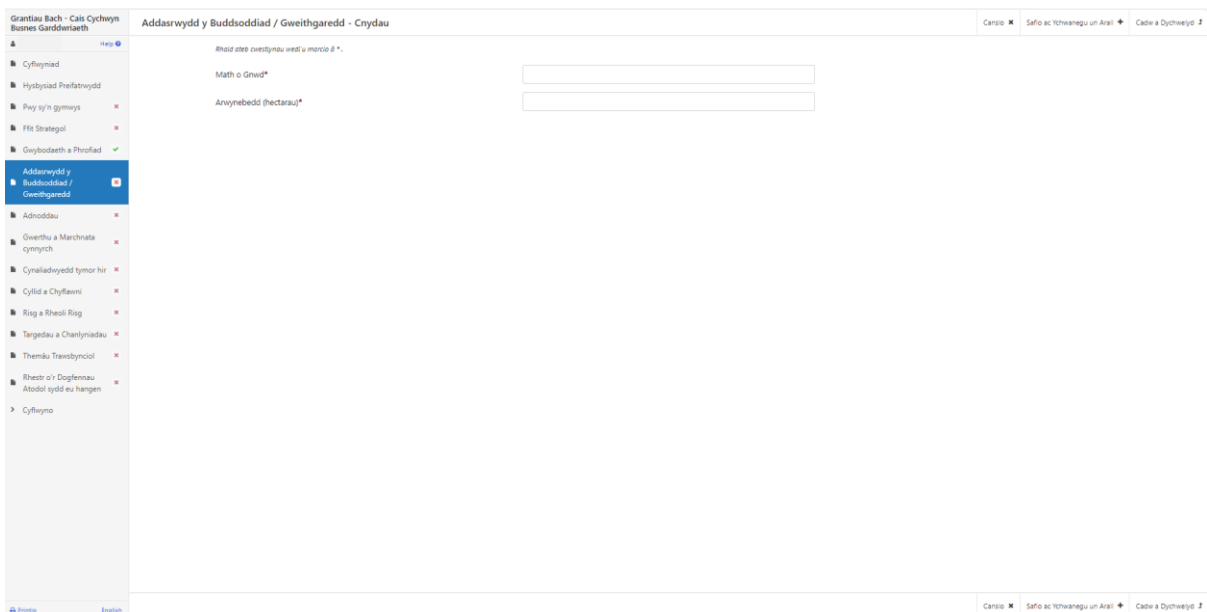 Grantiau Bach - Cais Cychwyn
Busnes Garddwriaeth
Addasrwydd y Buddsoddiad / Gweithgaredd - Cnydau
Canslo
Safio ac Ychwanegu un Arall
Cadw a Dychwelyd
Help
Rhaid ateb cwestiynau wedi'u marcio â *.
Cyflwyniad
Math o Gnwd*
Hysbysiad Preifatrwydd
Pwy sy'n gymwys
Arwynebedd (hectarau)*
Ffit Strategol
Gwybodaeth a Phrofiad
Addasrwydd y
Buddsoddiad /
Gweithgaredd
Adnoddau
Gwerthu a Marchnata
cynnyrch
Cynaliadwyedd tymor hir
Cyllid a Chyflawni
Risg a Rheoli Risg
Targedau a Chanlyniadau
Themâu Trawsbynciol
Rhestr o'r Dogfennau
Atodol sydd eu hangen
Cyflwyno
Printio
English
Canslo
Safio ac Ychwanegu un Arall
Cadw a Dychwelyd